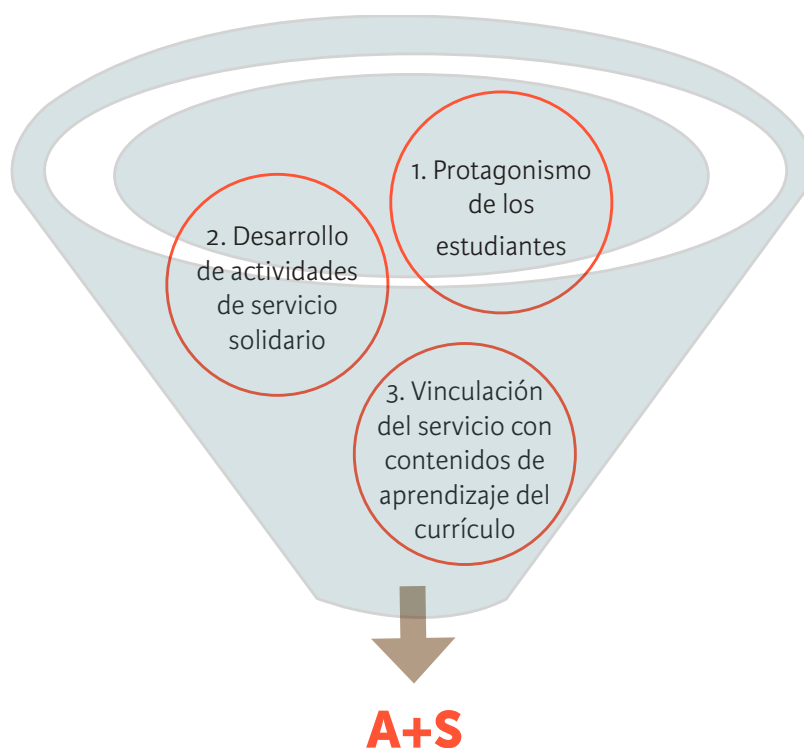 1. Protagonismo
de los
estudiantes
2. Desarrollo
de actividades
de servicio
solidario
3. Vinculación
del servicio con
contenidos de
aprendizaje del
currículo
A+S